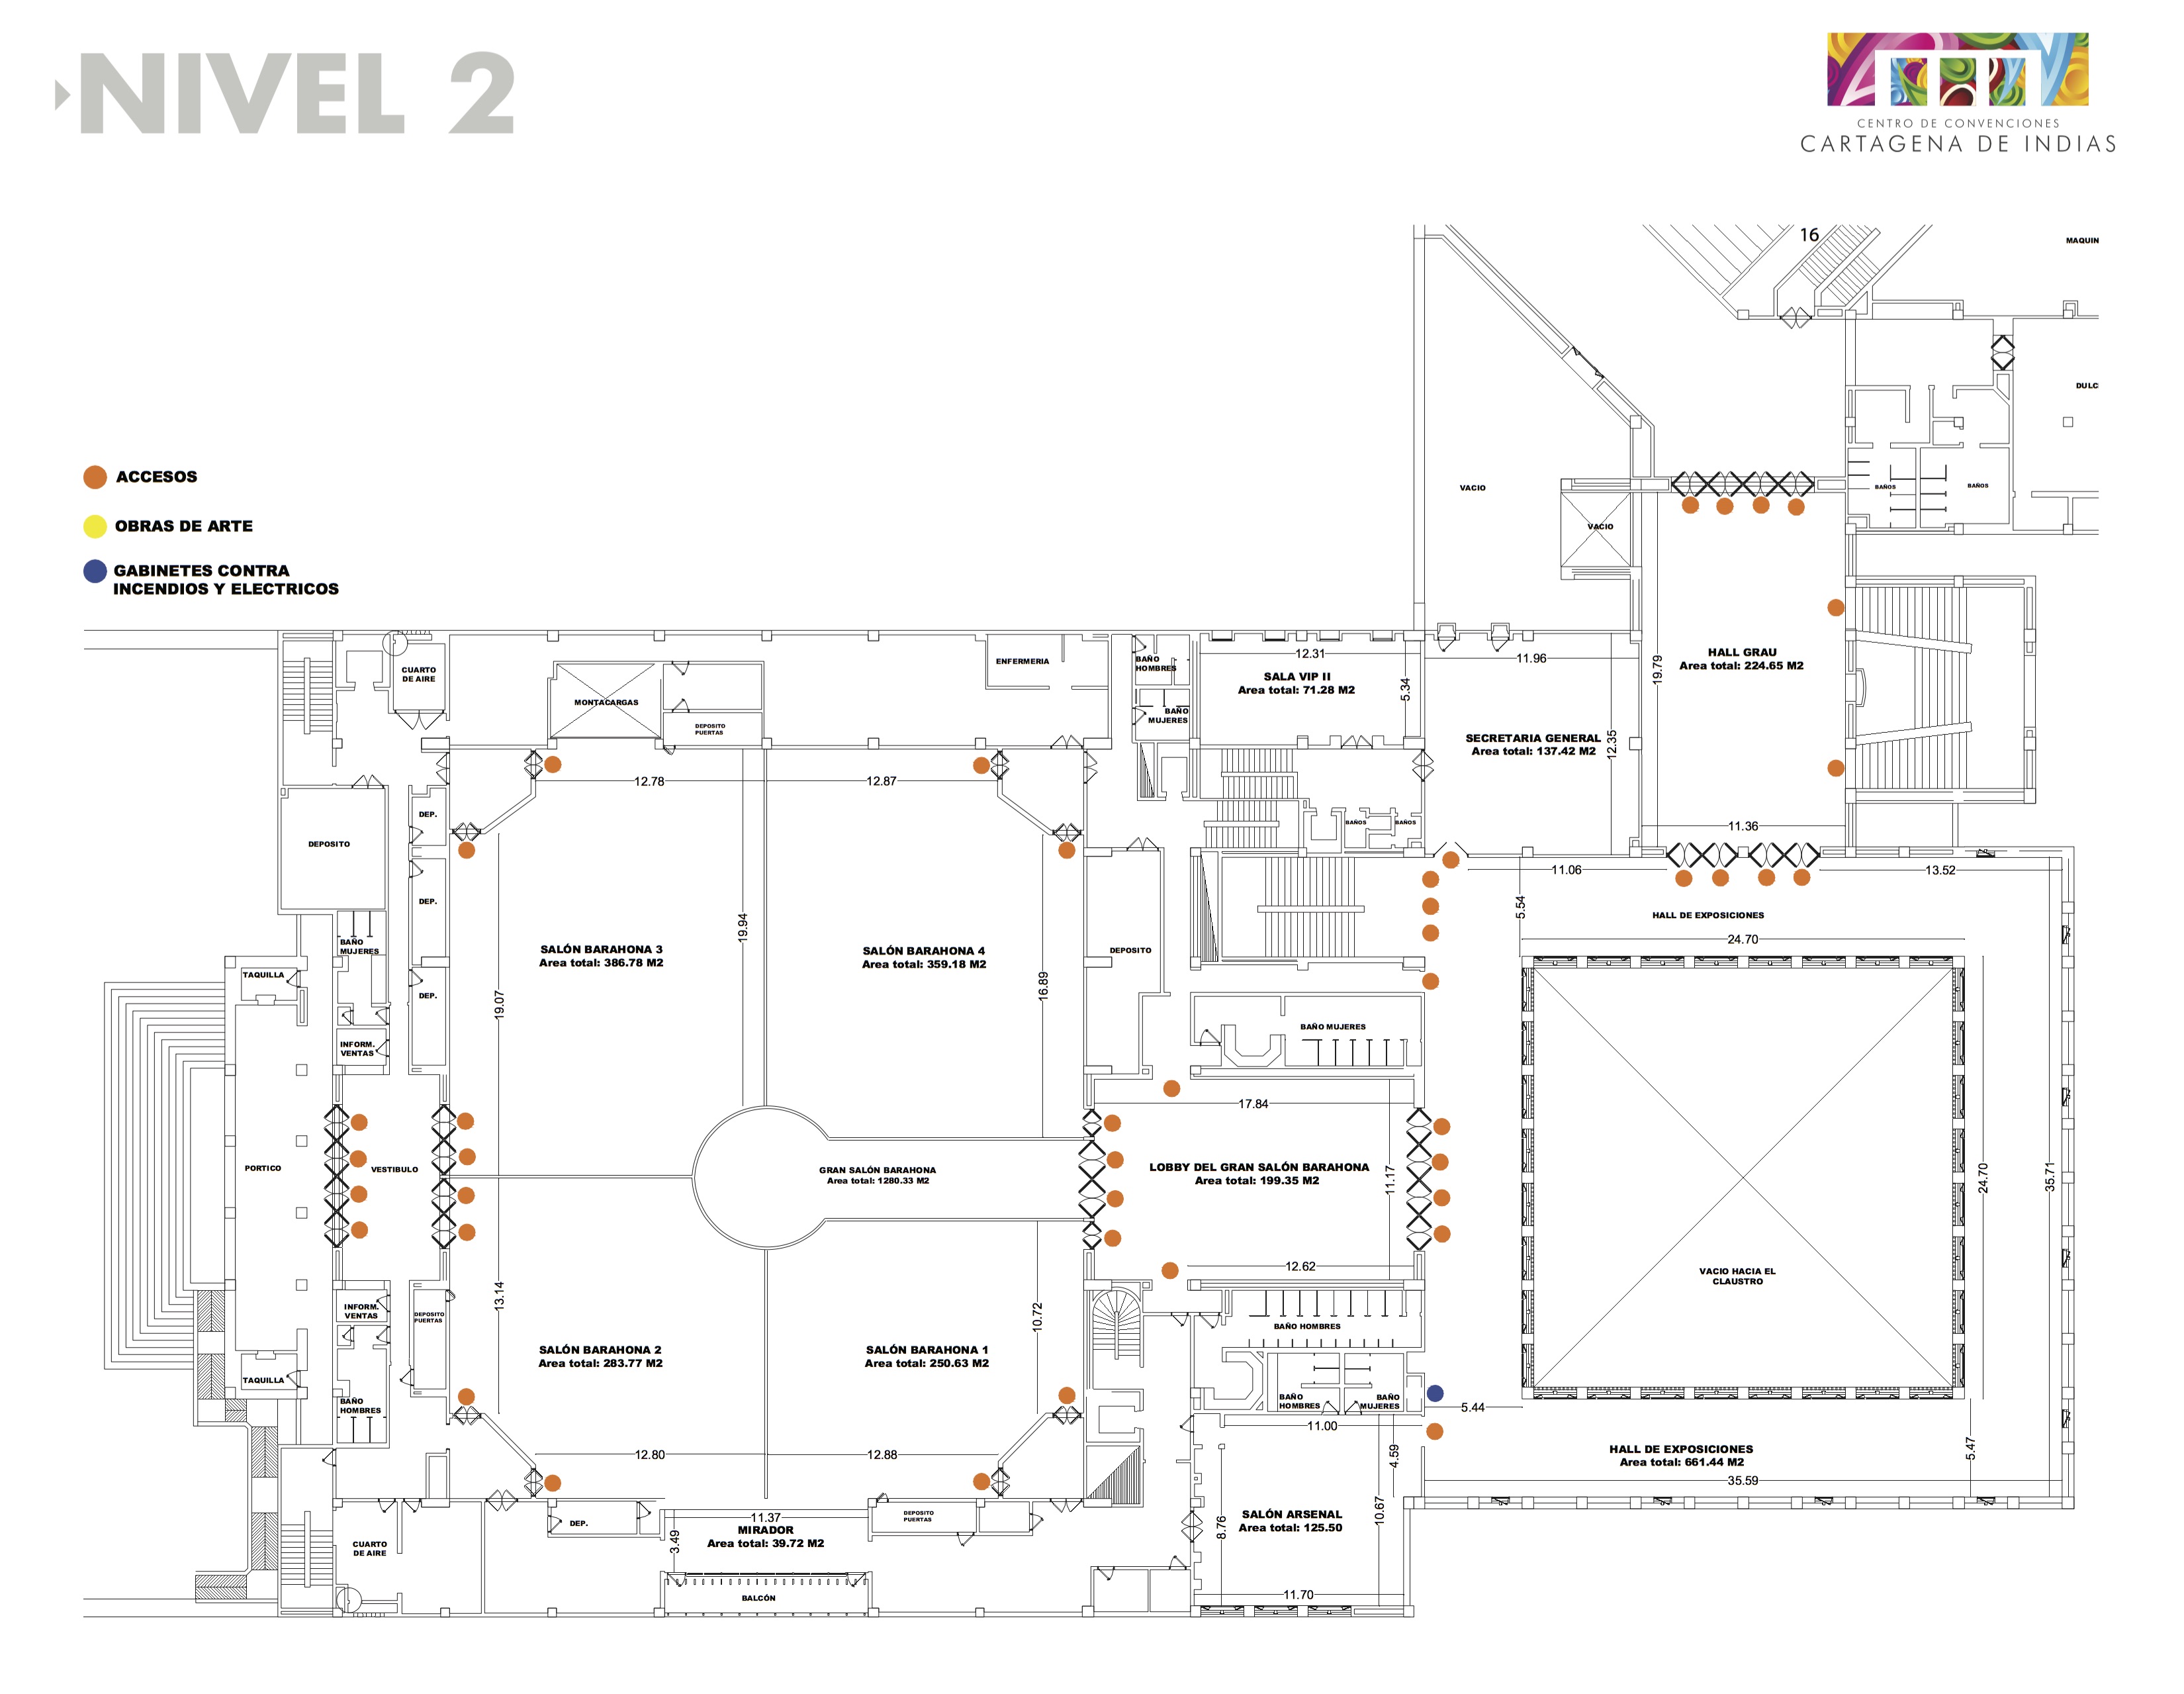 NIVEL 2
CENTRO DE CONVENCIONES
CARTAGENA DE INDIAS
16
MAQUIN
DULC
ACCESOS
OBRAS DE ARTE
GABINETES CONTRA
INCENDIOS Y ELECTRICOS
VACIO
VACIO
BAÑOS
BAÑOS
HALL GRAU
Area total: 224.65 M2
19.79
11.36
CUARTO
DE AIRE
MONTACARGAS
DEPOSITO
PUERTAS
ENFERMERIA
BAÑO
HOMBRES
BAÑO
MUJERES
12.31
SALA VIP II
Area total: 71.28 M2
5.34
11.96
SECRETARIA GENERAL
Area total: 137.42 M2
12.35
BAÑOS
BAÑOS
12.78
12.87
DEP.
DEPOSITO
DEP.
BAÑO
MUJERES
TAQUILLA
DEP.
INFORM.
VENTAS
SALÓN BARAHONA 3
Area total: 386.78 M2
19.94
19.07
SALÓN BARAHONA 4
Area total: 359.18 M2
16.89
DEPOSITO
11.06
13.52
5.54
HALL DE EXPOSICIONES
24.70
BAÑO MUJERES
17.84
PORTICO
VESTIBULO
GRAN SALÓN BARAHONA
Area total: 1280.33 M2
LOBBY DEL GRAN SALÓN BARAHONA
Area total: 199.35 M2
11.17
12.62
24.70
35.71
VACIO HACIA EL
CLAUSTRO
13.14
10.72
INFORM.
VENTAS
DEPOSITO
PUERTAS
TAQUILLA
BAÑO
HOMBRES
SALÓN BARAHONA 2
Area total: 283.77 M2
SALÓN BARAHONA 1
Area total: 250.63 M2
BAÑO HOMBRES
BAÑO
HOMBRES
BAÑO
MUJERES
5.44
11.00
4.59
12.80
12.88
HALL DE EXPOSICIONES
Area total: 661.44 M2
5.47
35.59
DEP.
11.37
MIRADOR
Area total: 39.72 M2
3.49
DEPOSITO
PUERTAS
SALÓN ARSENAL
Area total: 125.50
8.76
10.67
11.70
CUARTO
DE AIRE
BALCÓN